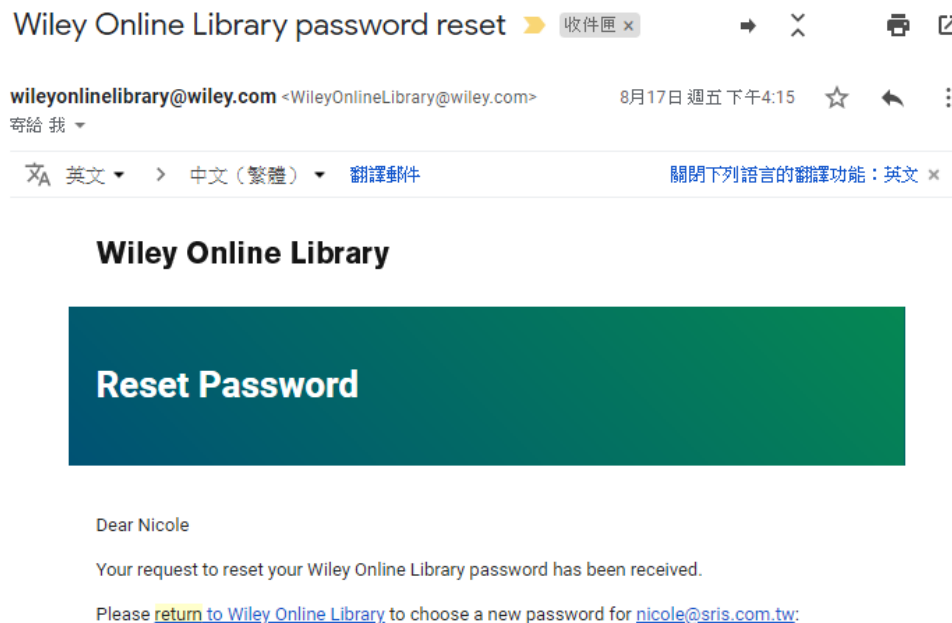 Wiley Online Library password reset 收件匣 ×
wileyonlinelibrary@wiley.com <WileyOnlineLibrary@wiley.com> 8月17日 週五 下午4:15
寄給 我
英文 > 中文（繁體） 翻譯郵件 關閉下列語言的翻譯功能：英文 ×
Wiley Online Library
Reset Password
Dear Nicole
Your request to reset your Wiley Online Library password has been received.
Please return to Wiley Online Library to choose a new password for nicole@sris.com.tw: